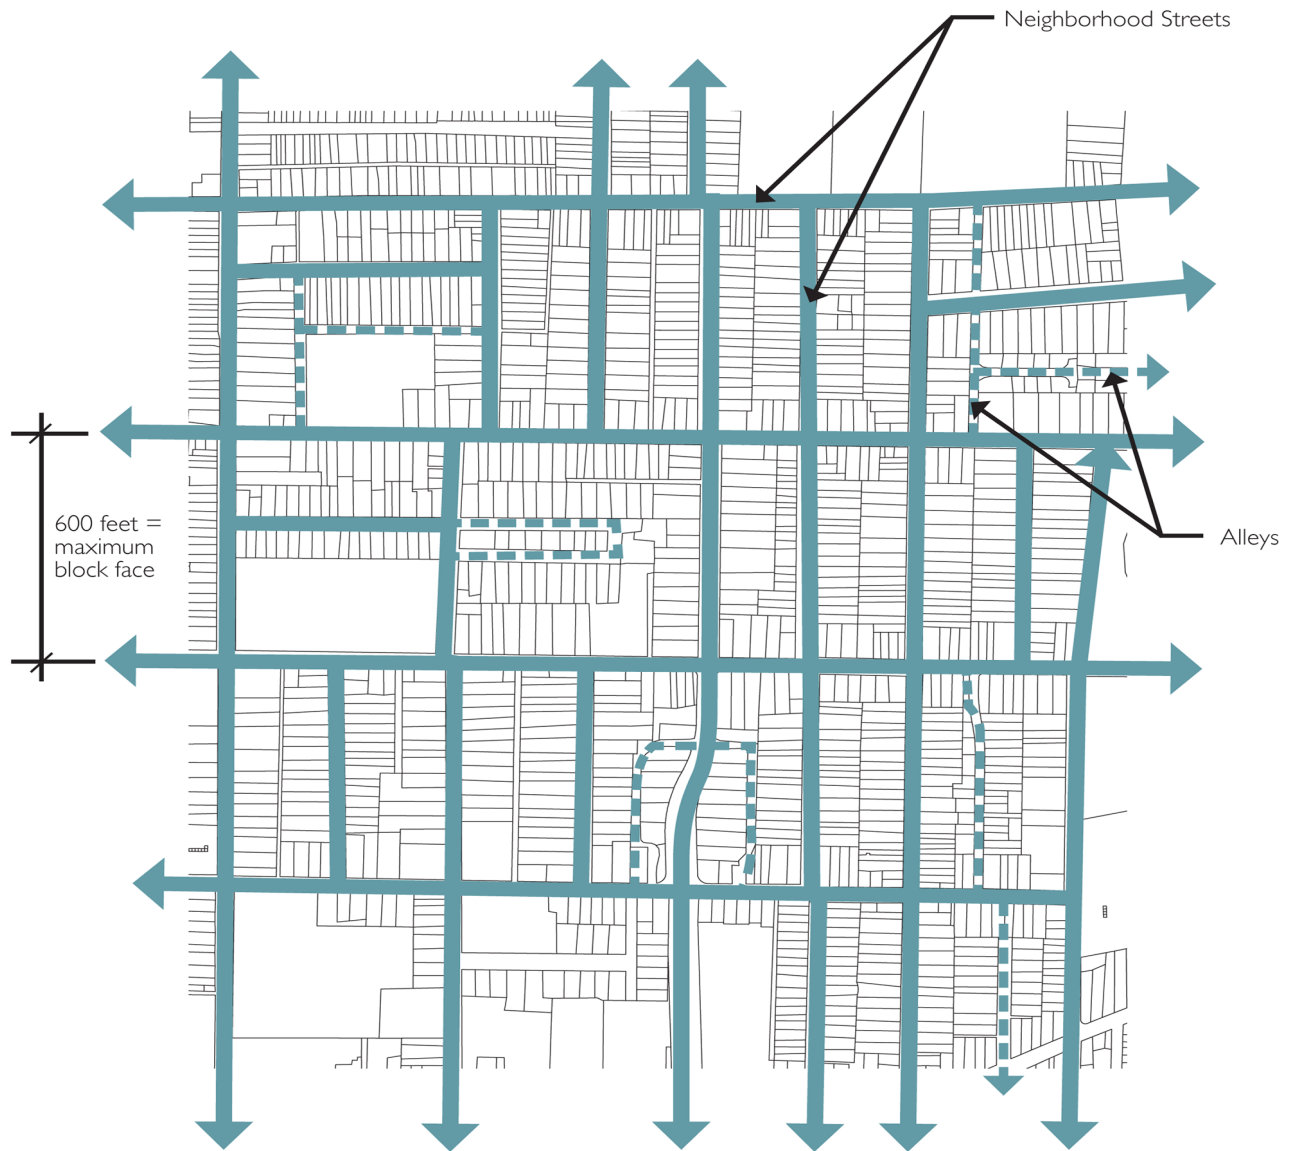 Neighborhood Streets
600 feet =
maximum
block face
Alleys